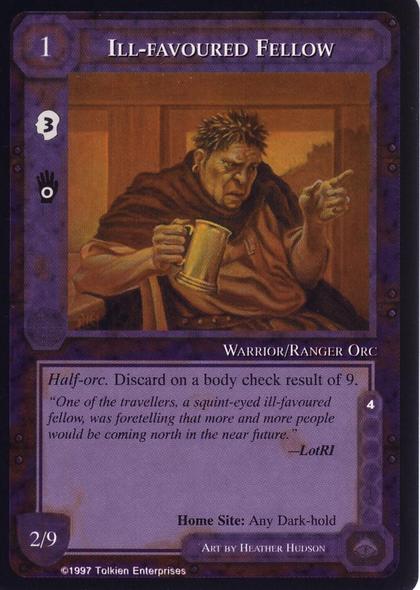 1
ILL-FAVOURED FELLOW
3
0
WARRIOR/RANGER ORC
Half-orc. Discard on a body check result of 9.
"One of the travellers, a squint-eyed ill-favoured
fellow, was foretelling that more and more people
would be coming north in the near future."
—LotRI
4
Home Site: Any Dark-hold
2/9
ART by HEATHER HUDSON
©1997 Tolkien Enterprises